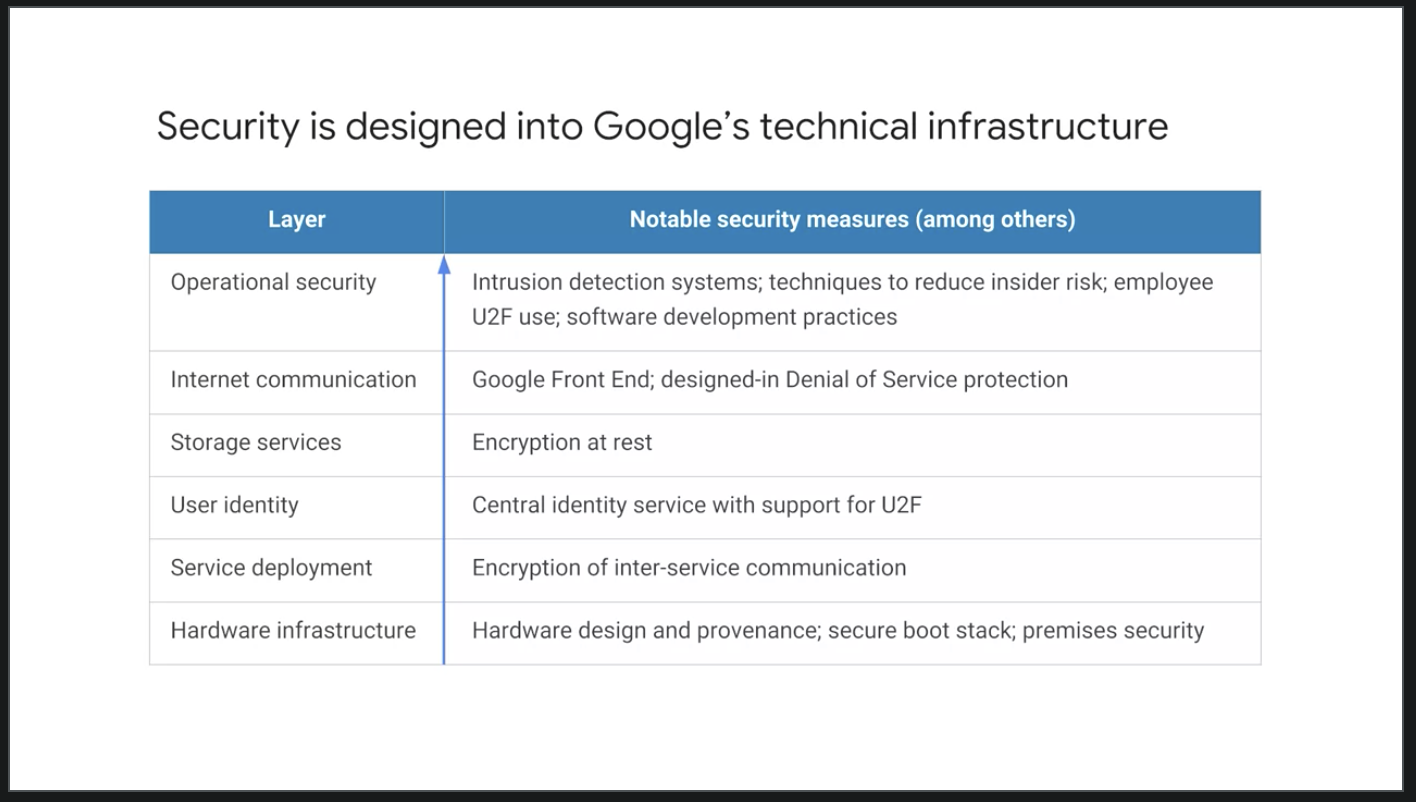 Security is designed into Google’s technical infrastructure
Layer
Notable security measures (among others)
Operational security
Intrusion detection systems; techniques to reduce insider risk; employee
U2F use; software development practices
Internet communication
Google Front End; designed-in Denial of Service protection
Storage services
Encryption at rest
User identity
Central identity service with support for U2F
Service deployment
Encryption of inter-service communication
Hardware infrastructure
Hardware design and provenance; secure boot stack; premises security